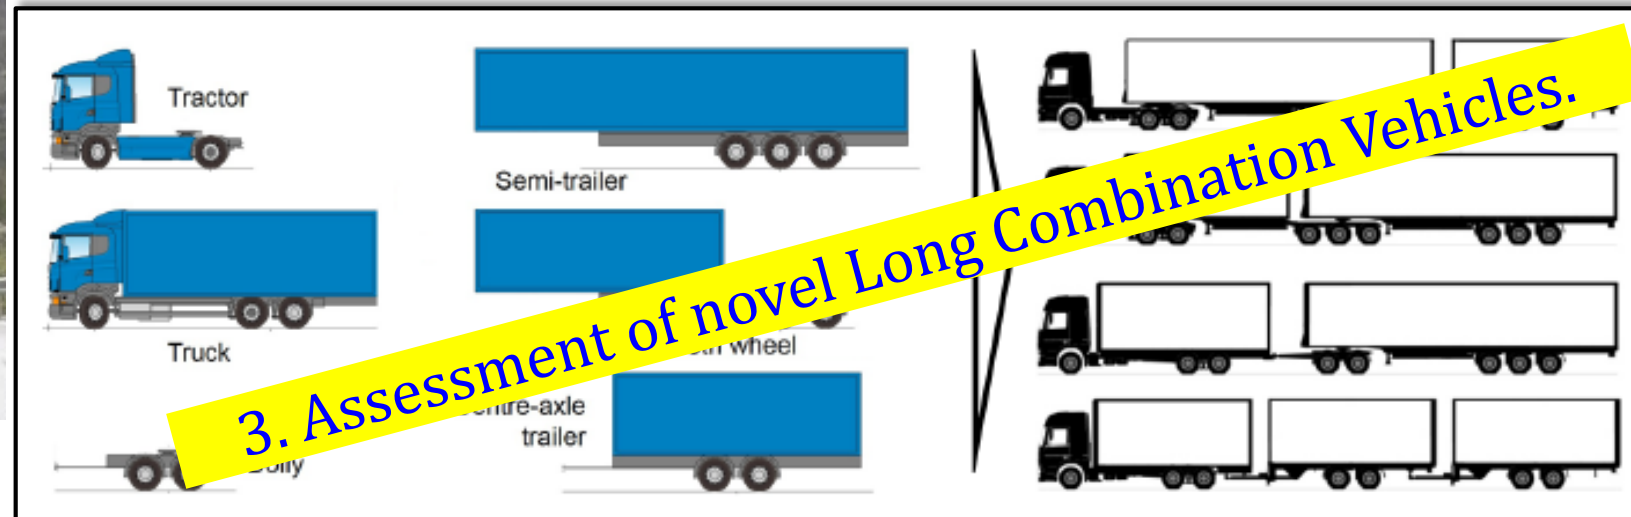 Tractor
Semi-trailer
Truck
wheel
trailer
3. Assessment of novel Long Combination Vehicles.